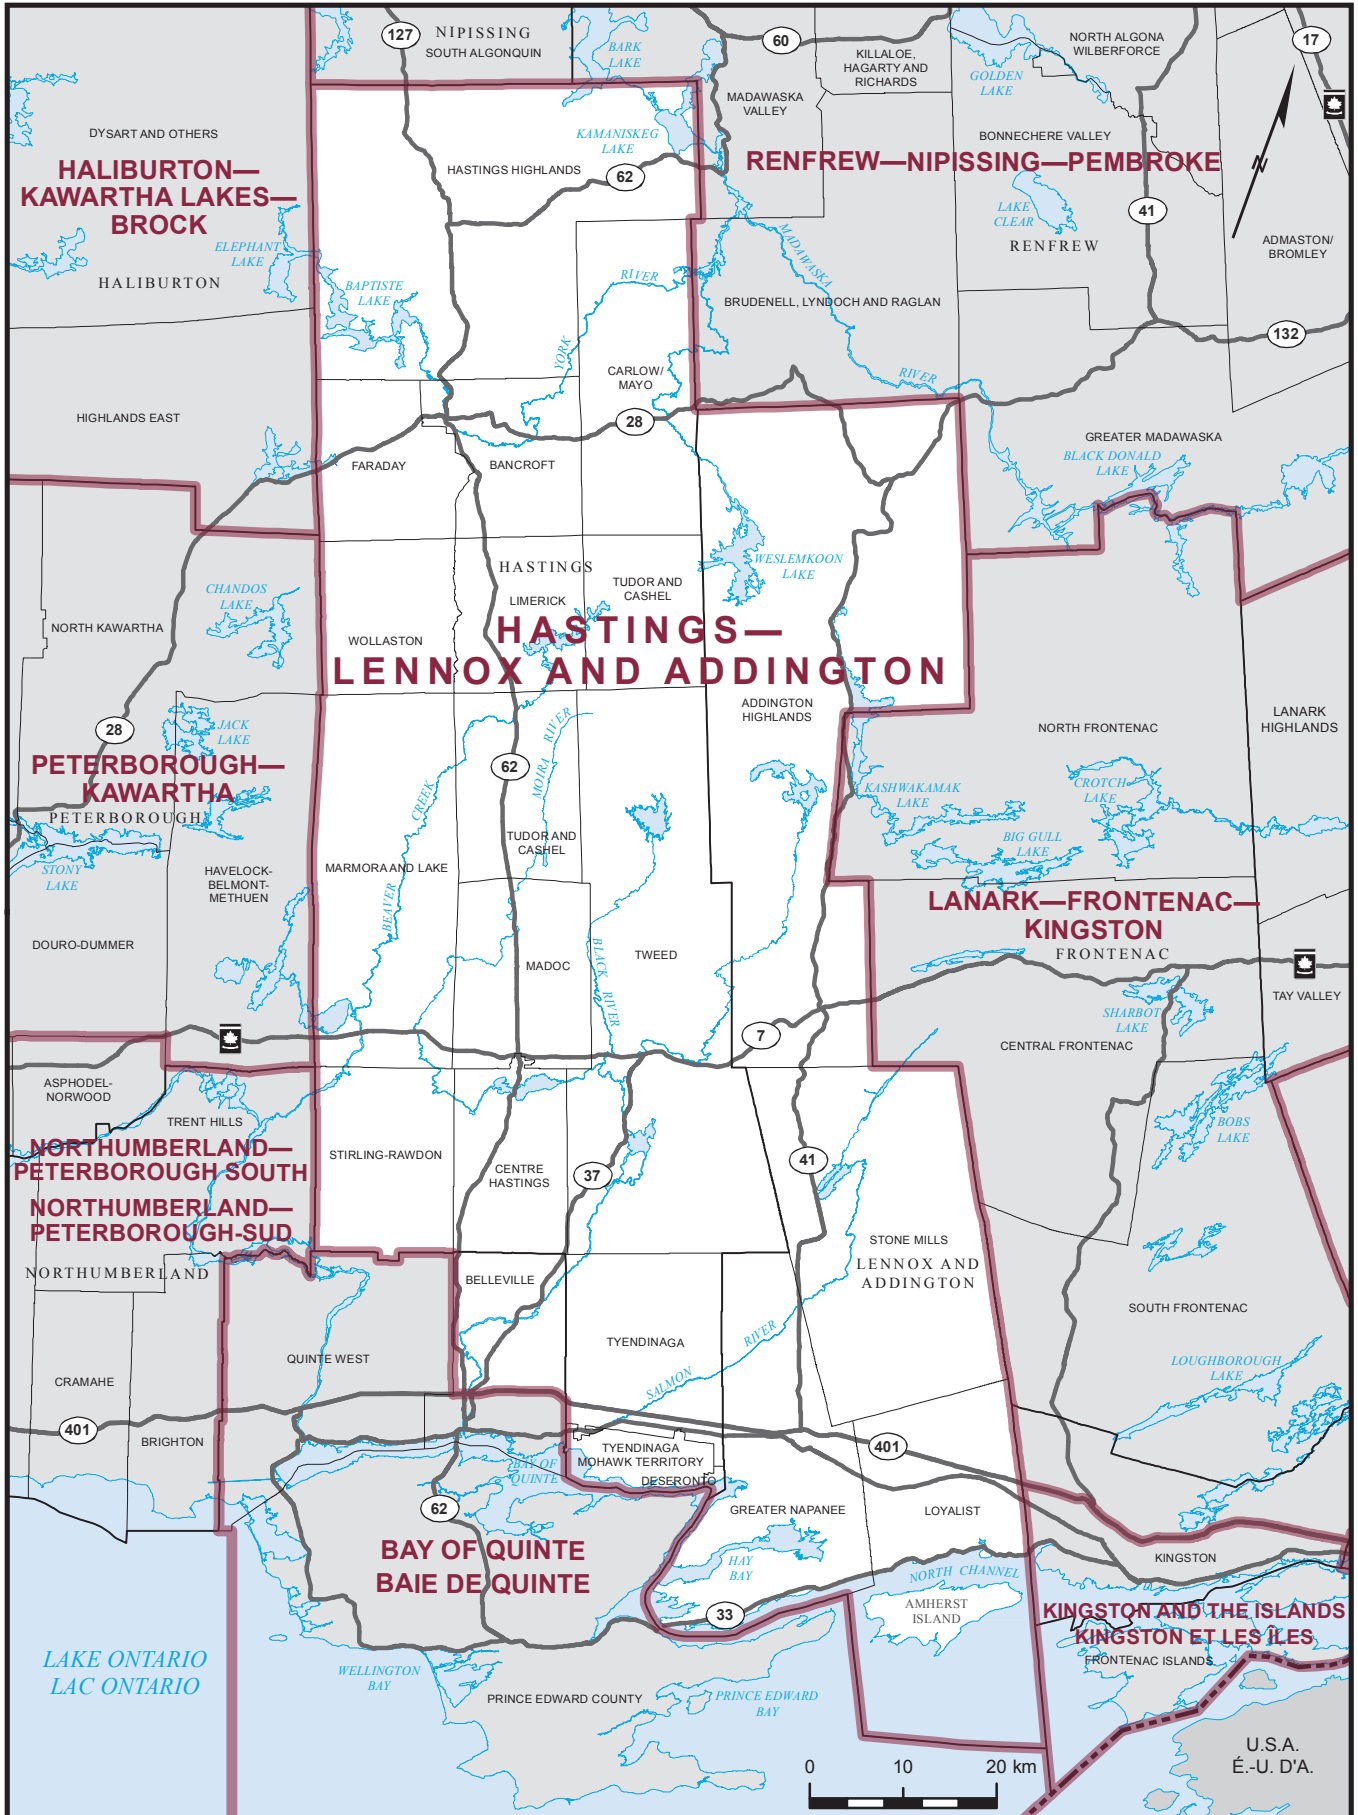 127
NIPISSING
SOUTH ALGONQUIN
BARK
LAKE
60
KILLALOE,
HAGARTY AND
RICHARDS
NORTH ALGONA
WILBERFORCE
17
GOLDEN
LAKE
MADAWASKA
VALLEY
DYSART AND OTHERS
KAMANISKEG
LAKE
BONNECHERE VALLEY
N
HALIBURTON—
KAWARTHA LAKES—
BROCK
HASTINGS HIGHLANDS
62
RENFREW—NIPISSING—PEMBROKE
LAKE
CLEAR
41
RENFREW
ADMASTON/
BROMLEY
ELEPHANT
LAKE
HALIBURTON
BAPTISTE
LAKE
RIVER
YORK
MADAWASKA
RIVER
BRUDENELL, LYNDOCH AND RAGLAN
132
CARLOW/
MAYO
28
HIGHLANDS EAST
FARADAY
BANCROFT
GREATER MADAWASKA
BLACK DONALD
LAKE
WESLEMKOON
LAKE
HASTINGS
TUDOR AND
CASHEL
LIMERICK
CHANDOS
LAKE
NORTH KAWARTHA
WOLLASTON
HASTINGS—
LENNOX AND ADDINGTON
ADDINGTON
HIGHLANDS
NORTH FRONTENAC
LANARK
HIGHLANDS
28
JACK
LAKE
PETERBOROUGH—
KAWARTHA
PETERBOROUGH
62
MOIRA
RIVER
CREEK
BEAVER
KASHWAKAMAK
LAKE
CROTCH
LAKE
BIG GULL
LAKE
STONY
LAKE
TUDOR AND
CASHEL
MARMORA AND LAKE
HAVELOCK-
BELMONT-
METHUEN
LANARK—FRONTENAC—
KINGSTON
FRONTENAC
DOURO-DUMMER
MADOC
BLACK
RIVER
TWEED
TAY VALLEY
SHARBOT
LAKE
7
CENTRAL FRONTENAC
ASPHODEL-
NORWOOD
TRENT HILLS
NORTHUMBERLAND—
PETERBOROUGH SOUTH
NORTHUMBERLAND—
PETERBOROUGH-SUD
NORTHUMBERLAND
STIRLING-RAWDON
CENTRE
HASTINGS
37
41
BOBS
LAKE
STONE MILLS
LENNOX AND
ADDINGTON
BELLEVILLE
SOUTH FRONTENAC
TYENDINAGA
SALMON
RIVER
QUINTE WEST
LOUGHBOROUGH
LAKE
CRAMAHE
401
BRIGHTON
TYENDINAGA
MOHAWK TERRITORY
DESERONTO
401
BAY OF
QUINTE
62
GREATER NAPANEE
LOYALIST
BAY OF QUINTE
BAIE DE QUINTE
HAY
BAY
KINGSTON
NORTH CHANNEL
AMHERST
ISLAND
33
KINGSTON AND THE ISLANDS
KINGSTON ET LES ÎLES
FRONTENAC ISLANDS
LAKE ONTARIO
LAC ONTARIO
WELLINGTON
BAY
PRINCE EDWARD COUNTY
PRINCE EDWARD
BAY
U.S.A.
É.-U. D'A.
0 10 20 km